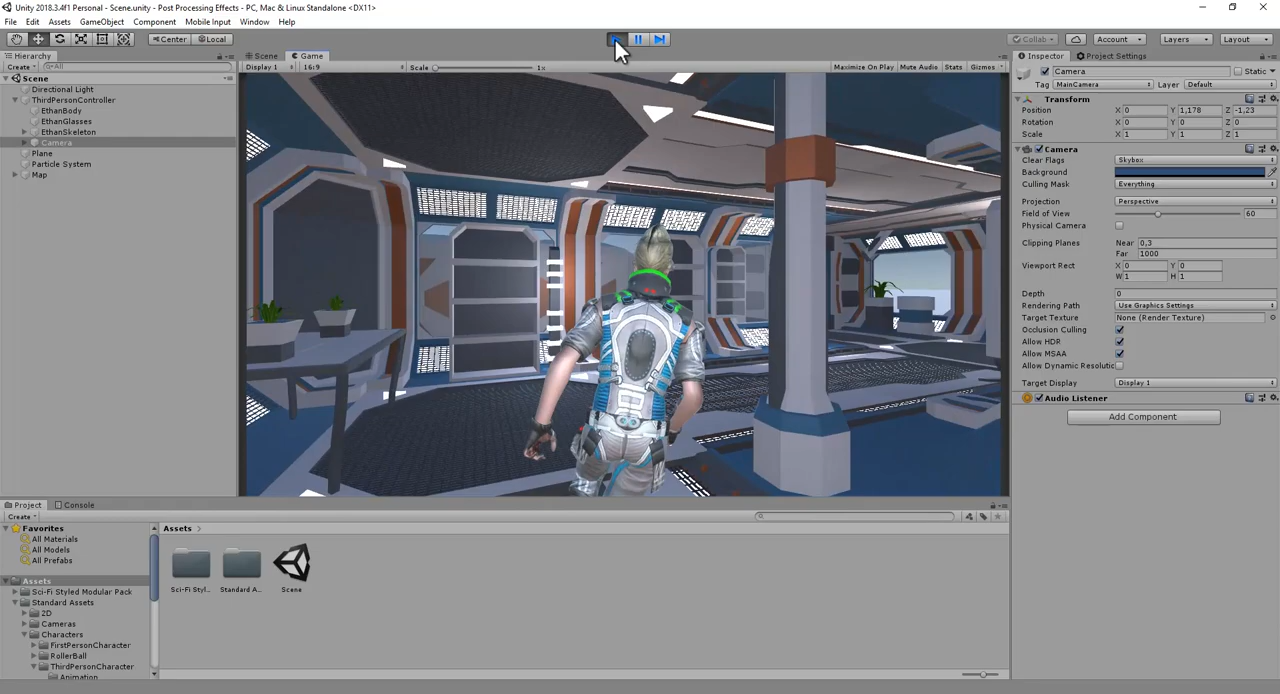 Unity 2018.3.4f1 Personal - Scene.unity - Post Processing Effects - PC, Mac & Linux Standalone <DX11>
File Edit Assets GameObject Component Mobile Input Window Help
Center Local Collab Account Layers Layout
Hierarchy Scene Game Inspector Project Settings
Create All Display 1 16:9 Scale 1x Maximize On Play Mute Audio Stats Gizmos
Scene
Directional Light
ThirdPersonController
EthanBody
EthanGlasses
EthanSkeleton
Camera
Plane
Particle System
Map
Camera Static
Tag MainCamera Layer Default
Transform
Position X 0 Y 1,178 Z -1,23
Rotation X 0 Y 0 Z 0
Scale X 1 Y 1 Z 1
Camera
Clear Flags Skybox
Background
Culling Mask Everything
Projection Perspective
Field of View 60
Physical Camera
Clipping Planes Near 0,3
Far 1000
Viewport Rect X 0 Y 0
W 1 H 1
Depth 0
Rendering Path Use Graphics Settings
Target Texture None (Render Texture)
Occlusion Culling
Allow HDR
Allow MSAA
Allow Dynamic Resolutic
Target Display Display 1
Audio Listener
Add Component
Project Console
Create
Favorites
All Materials
All Models
All Prefabs
Assets
Sci-Fi Styled Modular Pack
Standard Assets
2D
Cameras
Characters
FirstPersonCharacter
RollerBall
ThirdPersonCharacter
Animation
Assets
Sci-Fi Styl... Standard A... Scene